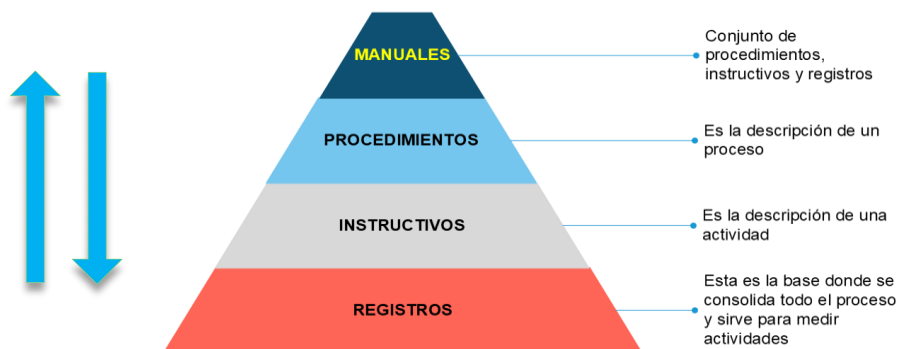 MANUALES
Conjunto de
procedimientos,
instructivos y registros
PROCEDIMIENTOS
Es la descripción de un
proceso
INSTRUCTIVOS
Es la descripción de una
actividad
REGISTROS
Esta es la base donde se
consolida todo el proceso
y sirve para medir
actividades